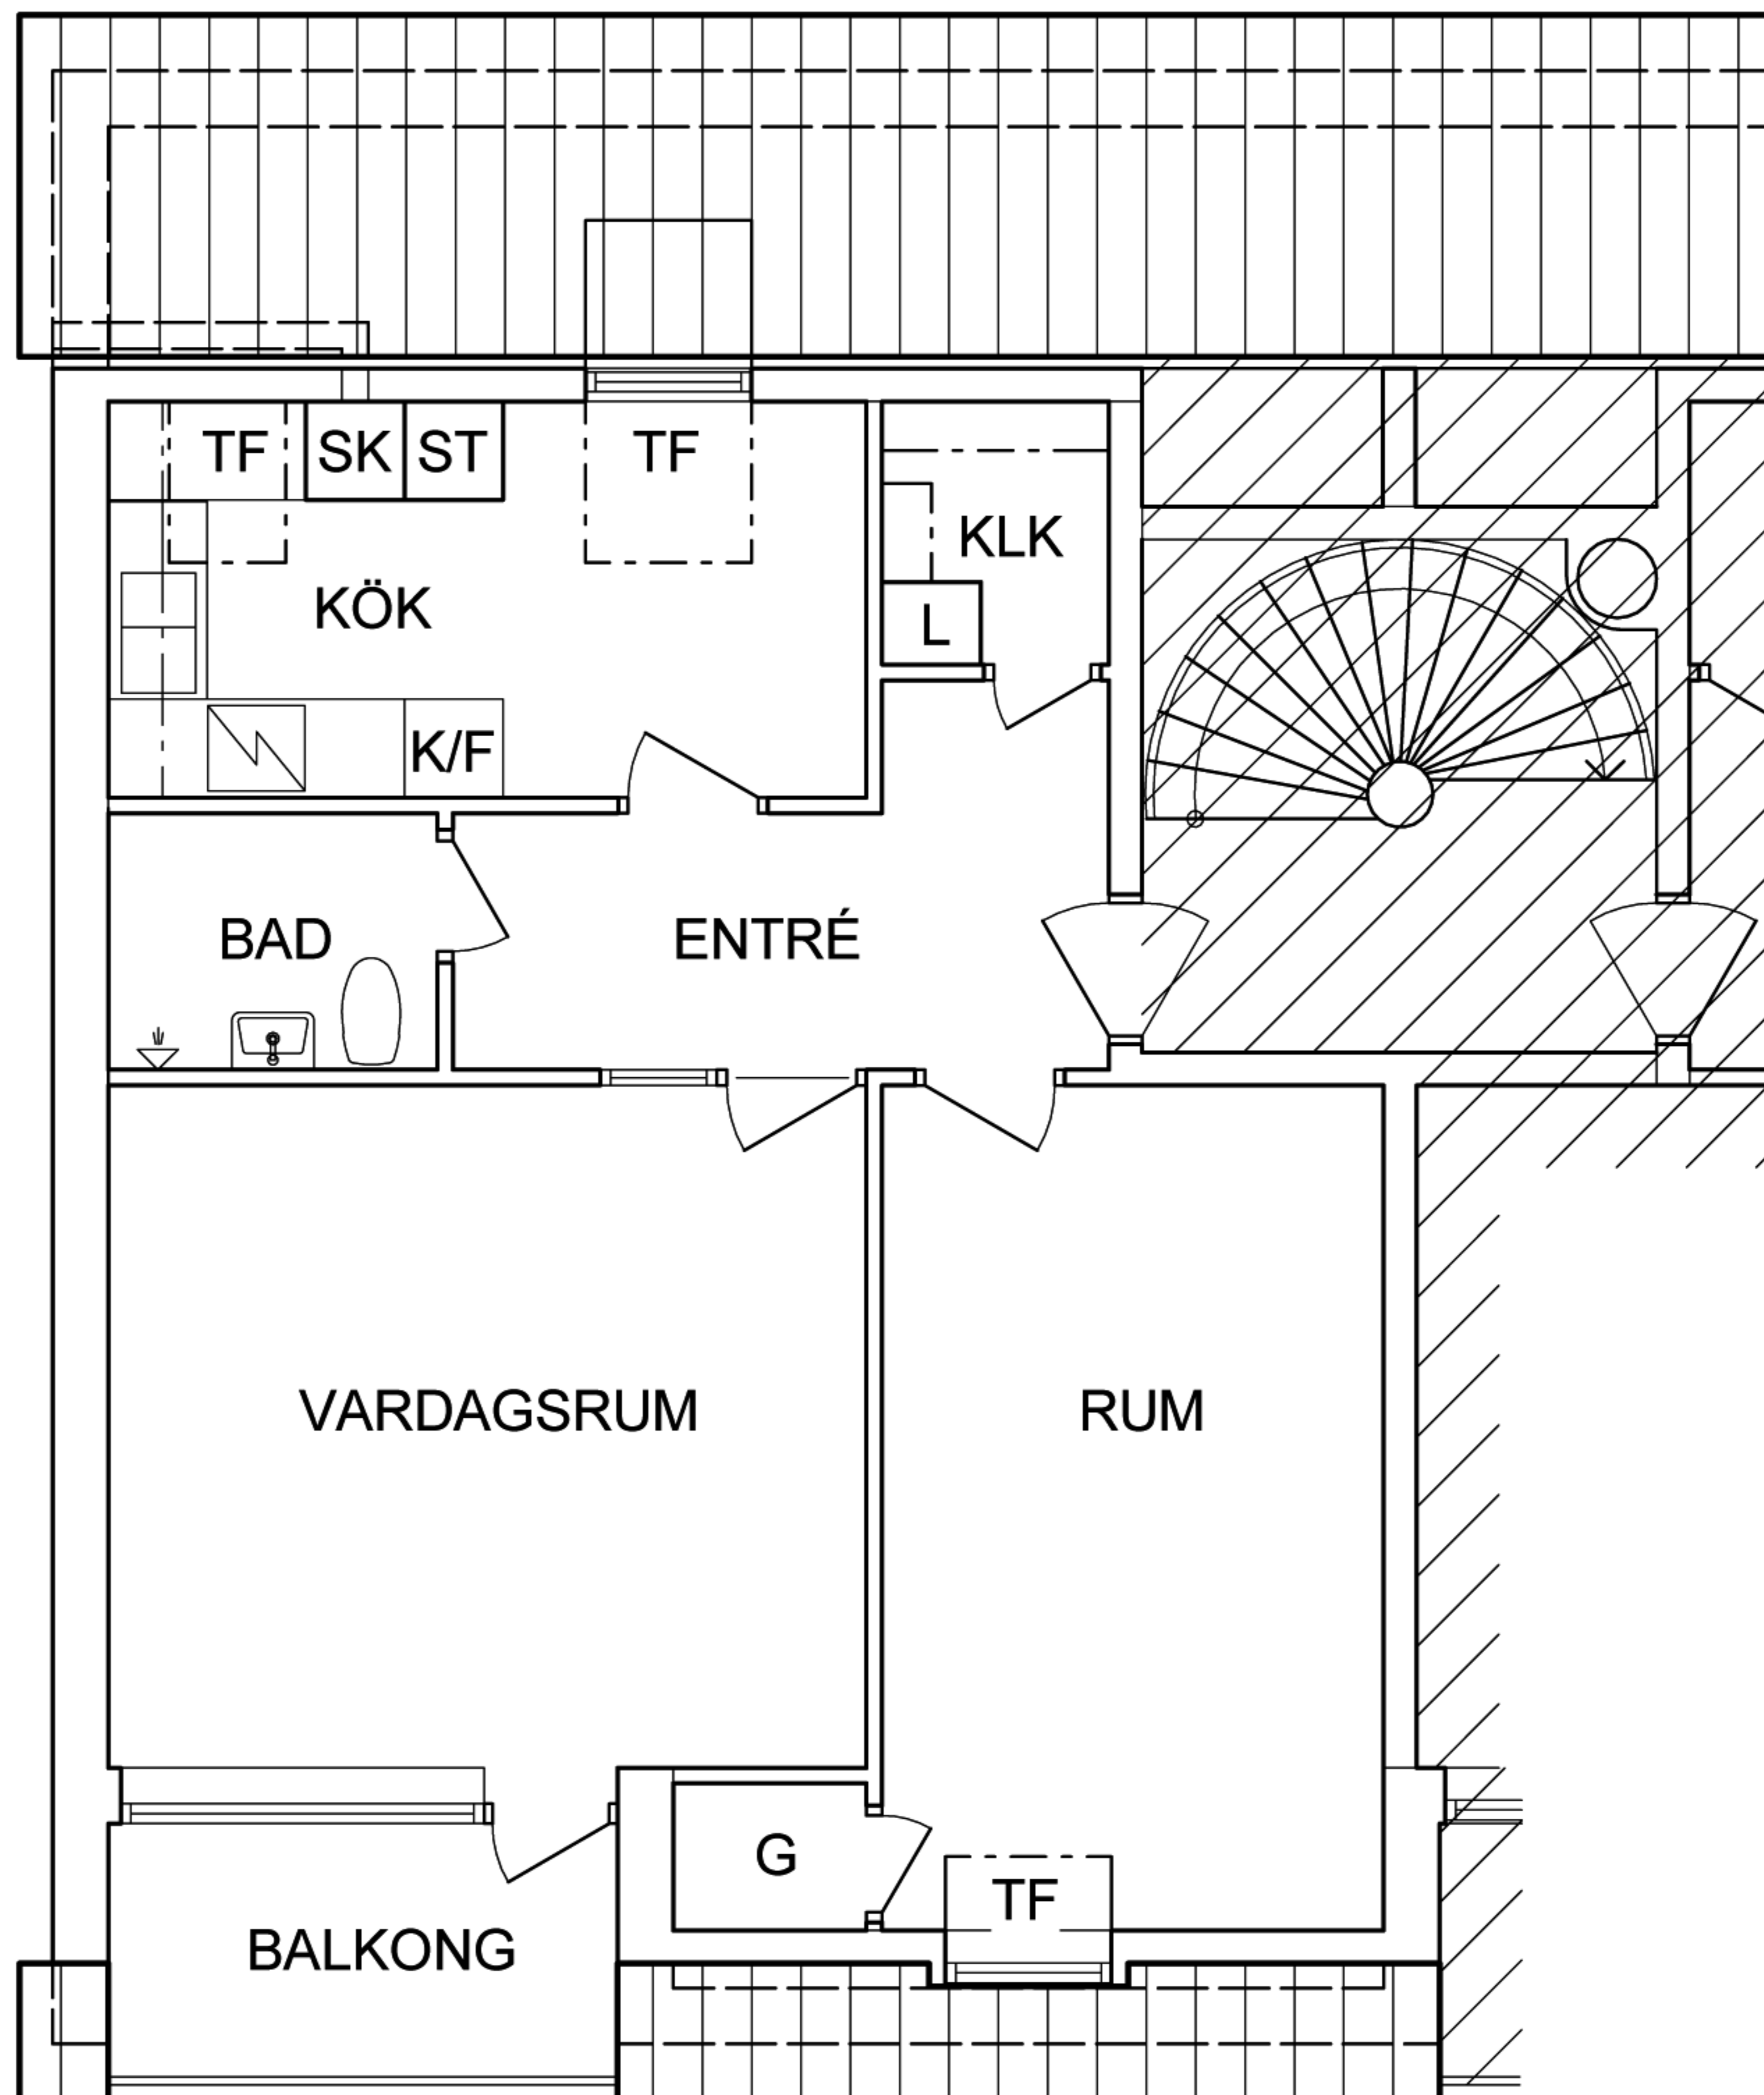 TF SK ST TF
KLK
KÖK
L
K/F
BAD ENTRÉ
VARDAGSRUM RUM
G
TF
BALKONG